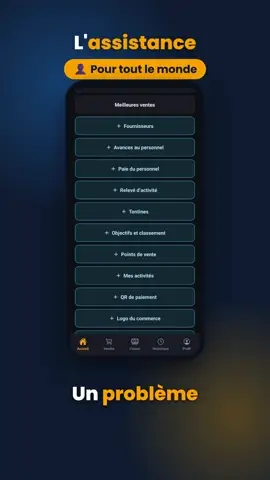 L'assistance
👤 Pour tout le monde
Meilleures ventes
+ Fournisseurs
+ Avances au personnel
+ Paie du personnel
+ Relevé d'activité
+ Tontines
+ Objectifs et classement
+ Points de vente
+ Mes activités
+ QR de paiement
+ Logo du commerce
Accueil
Ventes
Historique
Profil
Un problème